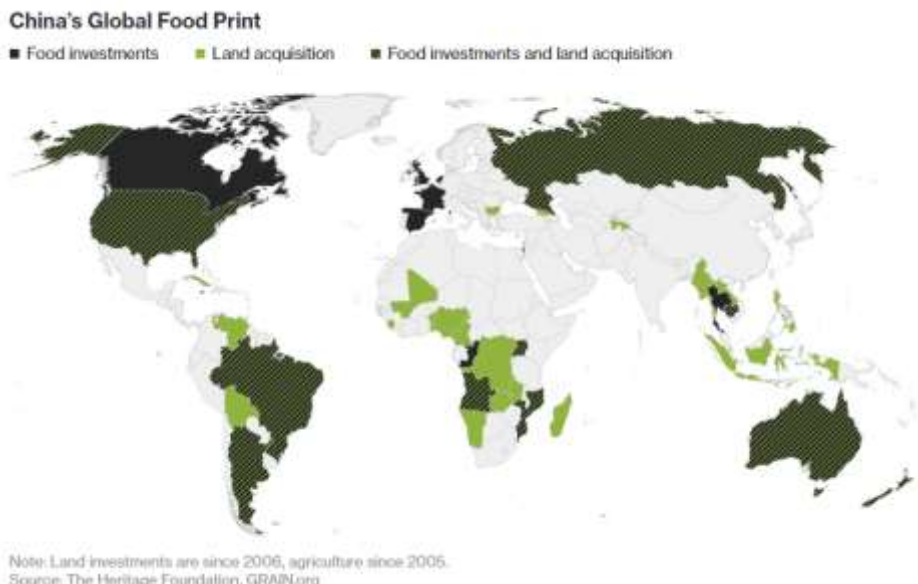 China's Global Food Print
Food investments Land acquisition Food investments and land acquisition
Note: Land investments are since 2006, agriculture since 2005.
Source: The Heritage Foundation, GRAIN.org